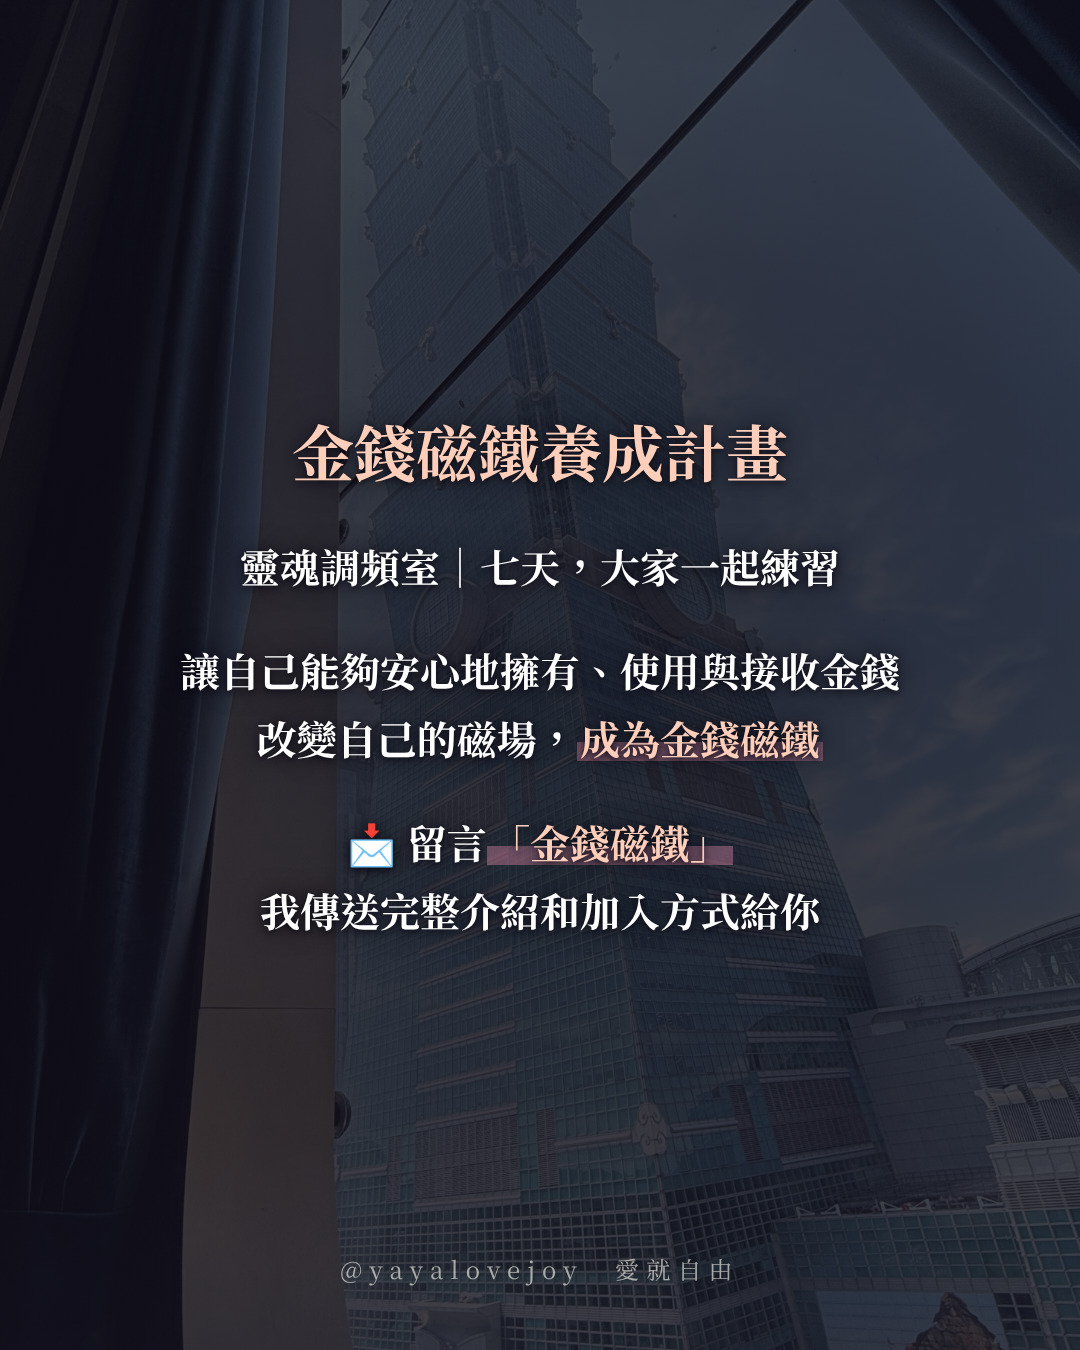 金錢磁鐵養成計畫
靈魂調頻室｜七天，大家一起練習
讓自己能夠安心地擁有、使用與接收金錢
改變自己的磁場，成為金錢磁鐵
📩 留言「金錢磁鐵」
我傳送完整介紹和加入方式給你
@yayalovejoy 愛就自由